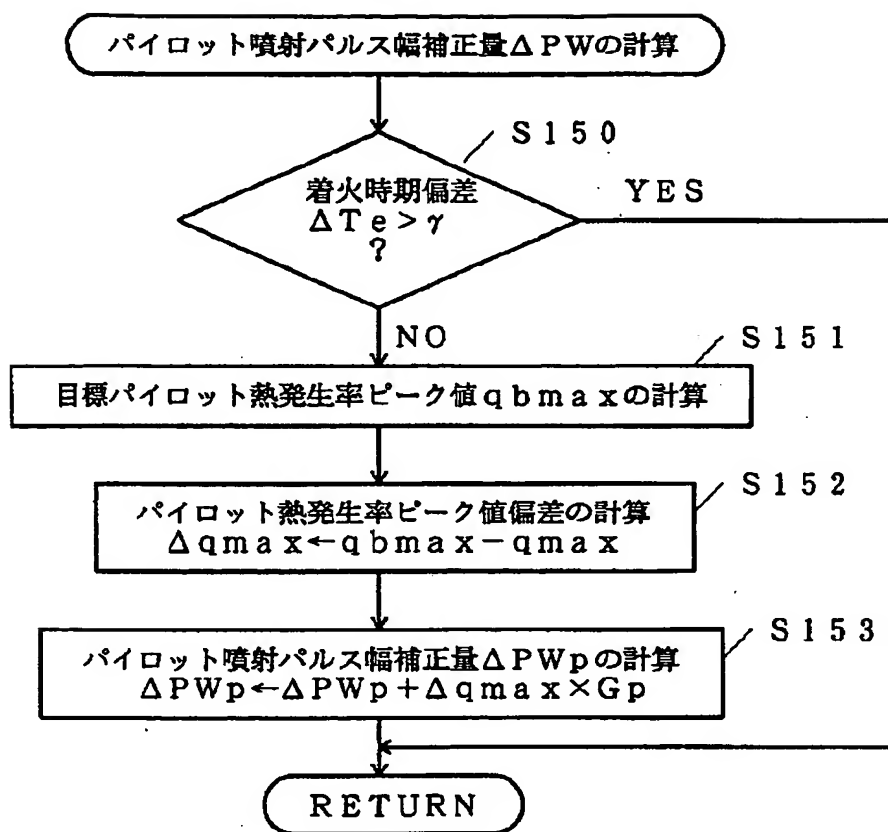 パイロット噴射パルス幅補正量ΔPWの計算
S150
着火時期偏差
ΔTe>γ
?
YES
NO
S151
目標パイロット熱発生率ピーク値qbmaxの計算
S152
パイロット熱発生率ピーク値偏差の計算
Δqmax←qbmax−qmax
S153
パイロット噴射パルス幅補正量ΔPWpの計算
ΔPWp←ΔPWp+Δqmax×Gp
RETURN